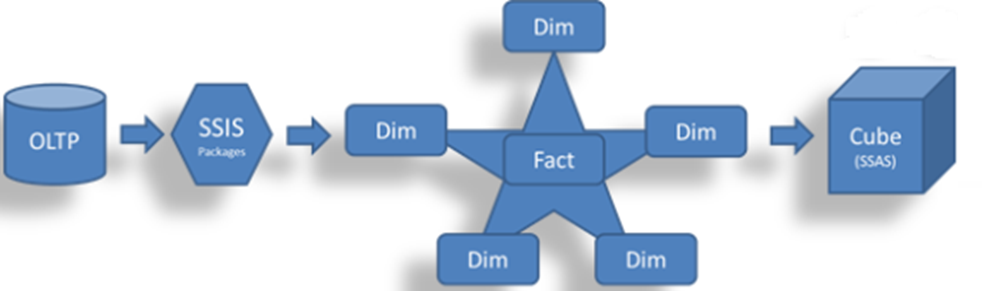 OLTP
SSIS
Packages
Dim
Dim
Fact
Dim
Dim
Dim
Cube
(SSAS)